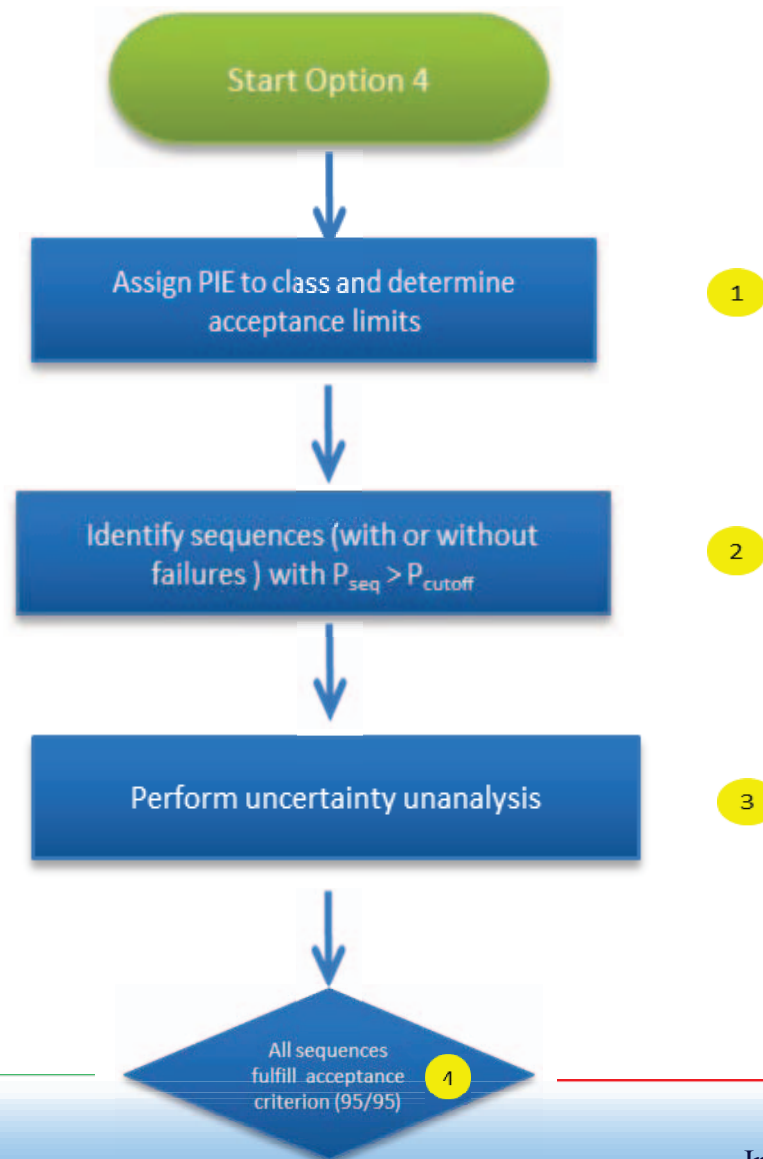 Start Option 4
Assign PIE to class and determine
acceptance limits
1
Identify sequences (with or without
failures ) with Pseq > Pcutoff
2
Perform uncertainty unanalysis
3
All sequences
fulfill acceptance
criterion (95/95)
4